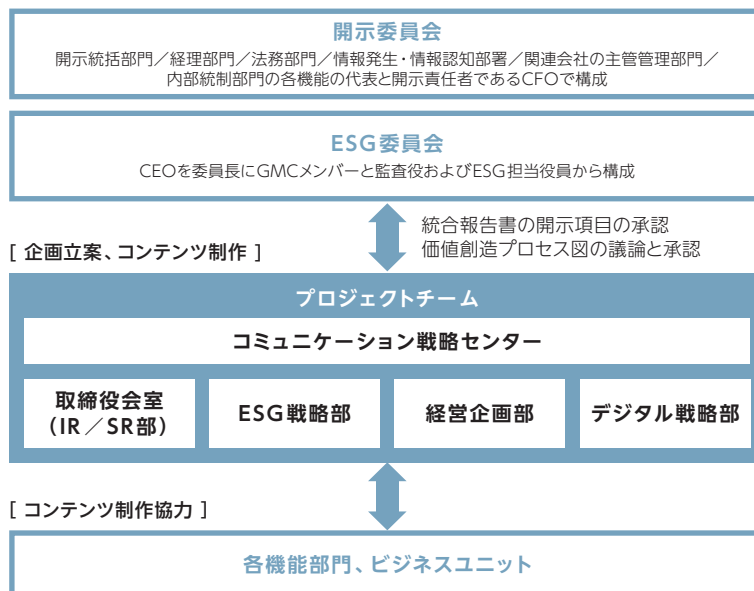 開示委員会
開示統括部門／経理部門／法務部門／情報発生・情報認知部署／関連会社の主管管理部門／
内部統制部門の各機能の代表と開示責任者であるCFOで構成
ESG委員会
CEOを委員長にGMCメンバーと監査役およびESG担当役員から構成
統合報告書の開示項目の承認
価値創造プロセス図の議論と承認
[ 企画立案、コンテンツ制作 ]
プロジェクトチーム
コミュニケーション戦略センター
取締役会室
（IR／SR部）
ESG戦略部
経営企画部
デジタル戦略部
[ コンテンツ制作協力 ]
各機能部門、ビジネスユニット